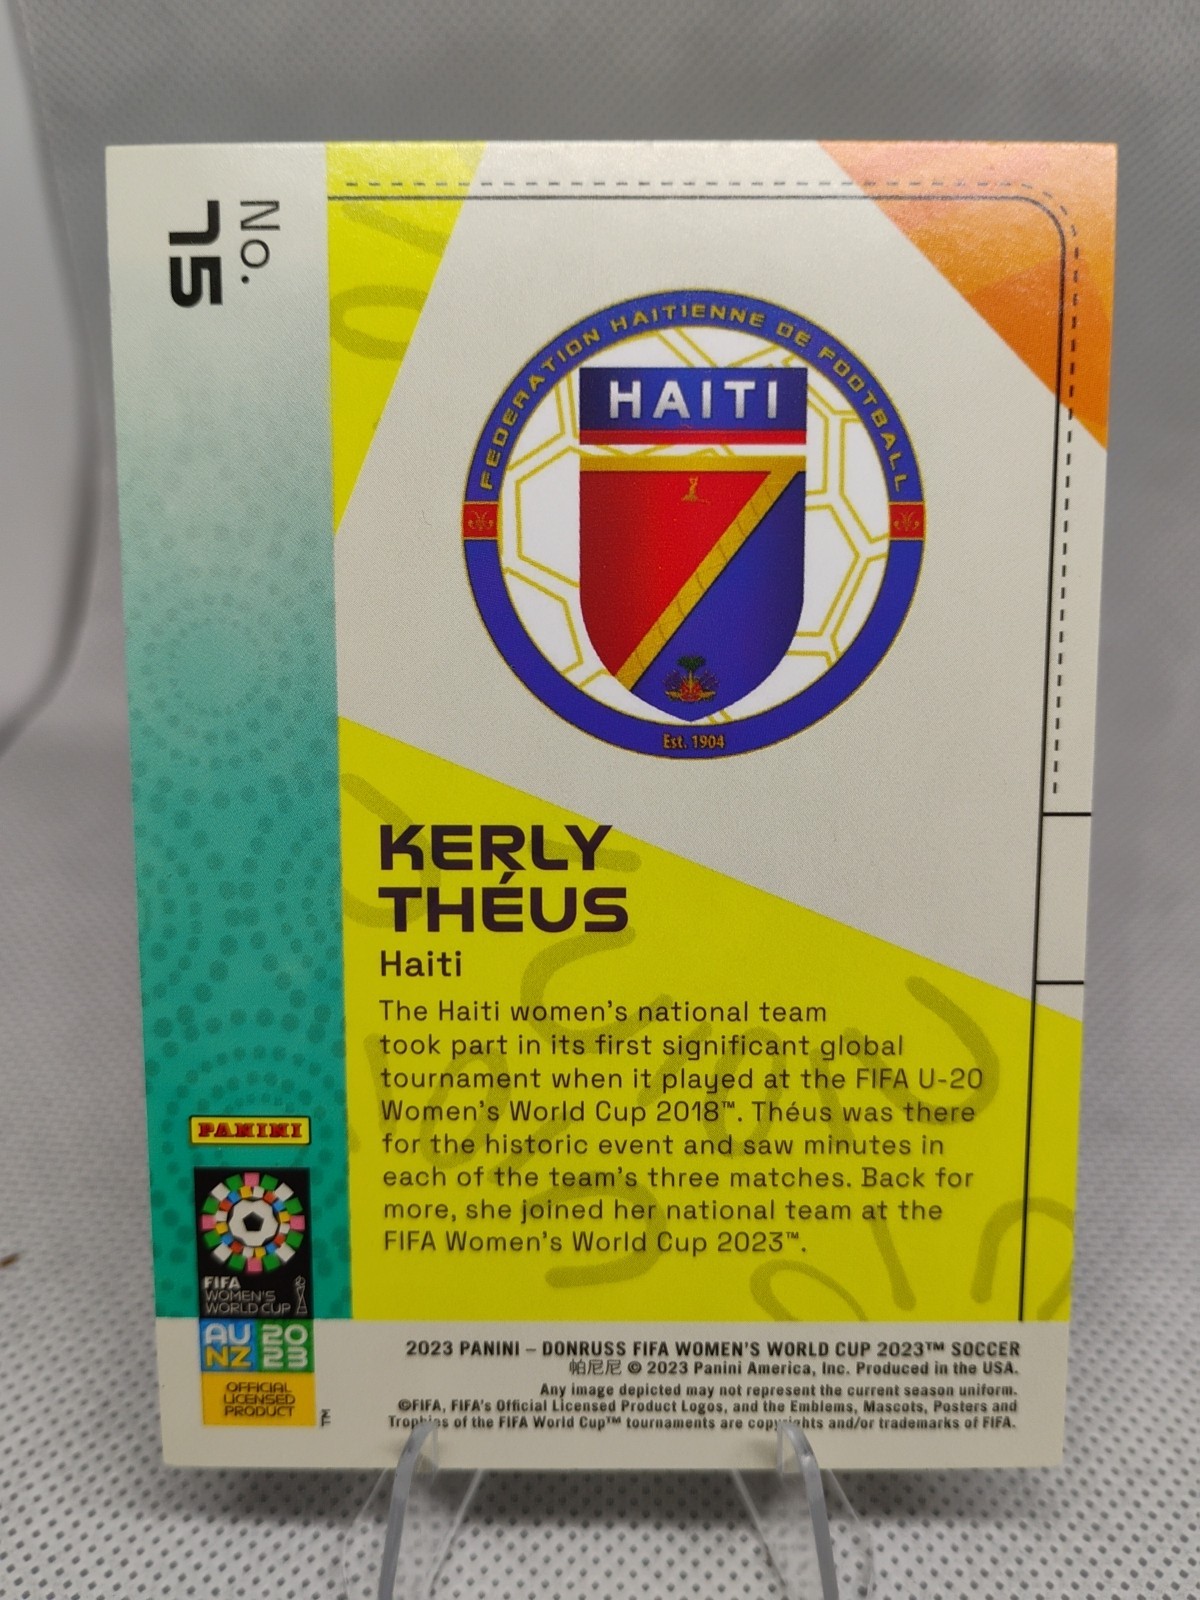 No.
75
FEDERATION HAITIENNE DE FOOTBALL
HAITI
Est. 1904
KERLY
THÉUS
Haiti
The Haiti women's national team
took part in its first significant global
tournament when it played at the FIFA U-20
Women's World Cup 2018™. Théus was there
for the historic event and saw minutes in
each of the team's three matches. Back for
more, she joined her national team at the
FIFA Women's World Cup 2023™.
PANINI
FIFA
WOMEN'S
WORLD CUP
AU 20
NZ 23
OFFICIAL
LICENSED
PRODUCT
™
2023 PANINI – DONRUSS FIFA WOMEN'S WORLD CUP 2023™ SOCCER
帕尼尼 © 2023 Panini America, Inc. Produced in the USA.
Any image depicted may not represent the current season uniform.
©FIFA, FIFA's Official Licensed Product Logos, and the Emblems, Mascots, Posters and
Trophies of the FIFA World Cup™ tournaments are copyrights and/or trademarks of FIFA.